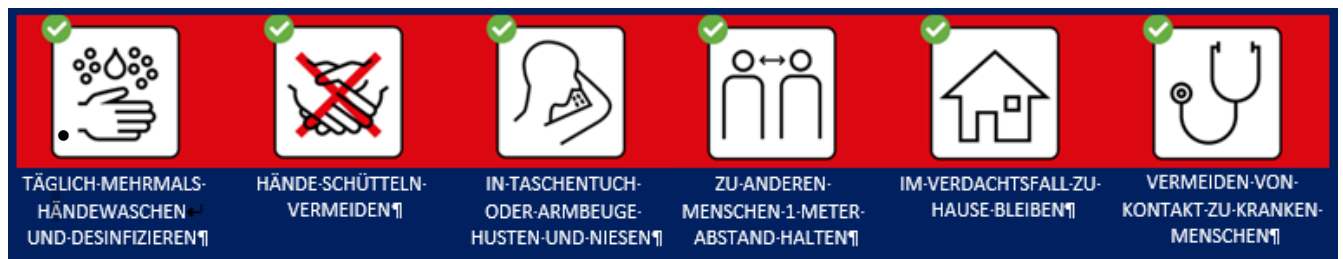 TÄGLICH·MEHRMALS·
HÄNDEWASCHEN↵
UND·DESINFIZIEREN¶
HÄNDE·SCHÜTTELN·
VERMEIDEN¶
IN·TASCHENTUCH·
ODER·ARMBEUGE·
HUSTEN·UND·NIESEN¶
ZU·ANDEREN·
MENSCHEN·1·METER·
ABSTAND·HALTEN¶
IM·VERDACHTSFALL·ZU·
HAUSE·BLEIBEN¶
VERMEIDEN·VON·
KONTAKT·ZU·KRANKEN·
MENSCHEN¶